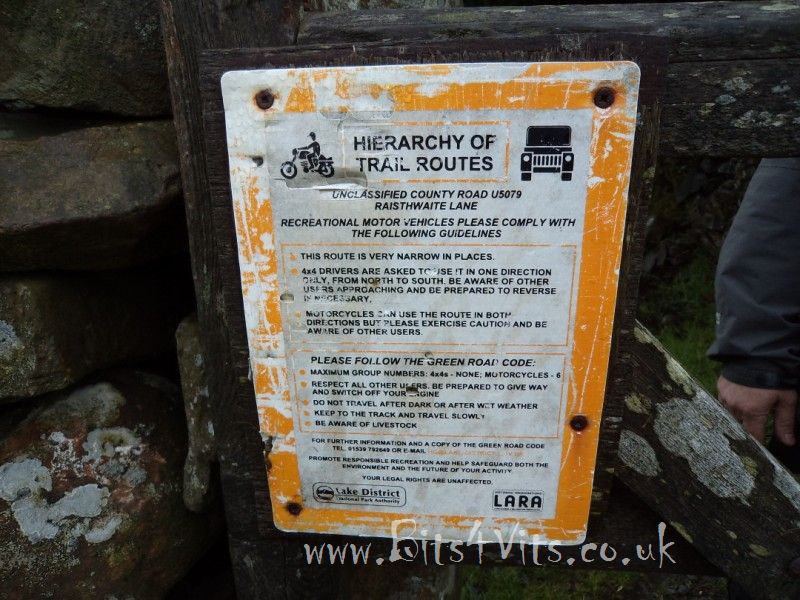 HIERARCHY OF
TRAIL ROUTES
UNCLASSIFIED COUNTY ROAD U5079
RAISTHWAITE LANE
RECREATIONAL MOTOR VEHICLES PLEASE COMPLY WITH
THE FOLLOWING GUIDELINES
THIS ROUTE IS VERY NARROW IN PLACES.
4x4 DRIVERS ARE ASKED TO USE IT IN ONE DIRECTION
ONLY, FROM NORTH TO SOUTH. BE AWARE OF OTHER
USERS APPROACHING AND BE PREPARED TO REVERSE
IF NECESSARY.
MOTORCYCLES CAN USE THE ROUTE IN BOTH
DIRECTIONS BUT PLEASE EXERCISE CAUTION AND BE
AWARE OF OTHER USERS.
PLEASE FOLLOW THE GREEN ROAD CODE:
MAXIMUM GROUP NUMBERS: 4x4s - NONE; MOTORCYCLES - 6
RESPECT ALL OTHER USERS. BE PREPARED TO GIVE WAY
AND SWITCH OFF YOUR ENGINE
DO NOT TRAVEL AFTER DARK OR AFTER WET WEATHER
KEEP TO THE TRACK AND TRAVEL SLOWLY
BE AWARE OF LIVESTOCK
FOR FURTHER INFORMATION AND A COPY OF THE GREEN ROAD CODE
TEL 01539 792649 OR E-MAIL
PROMOTE RESPONSIBLE RECREATION AND HELP SAFEGUARD BOTH THE
ENVIRONMENT AND THE FUTURE OF YOUR ACTIVITY.
YOUR LEGAL RIGHTS ARE UNAFFECTED.
Lake District
National Park Authority
LARA
www.Bits4Vits.co.uk